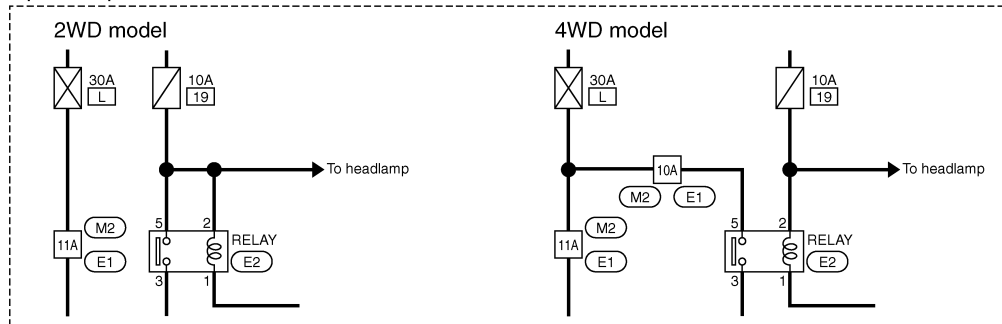 2WD model
30A
L
10A
19
To headlamp
M2
11A
E1
5
2
RELAY
E2
3
1
4WD model
30A
L
10A
19
10A
To headlamp
M2
E1
M2
11A
E1
5
2
RELAY
E2
3
1